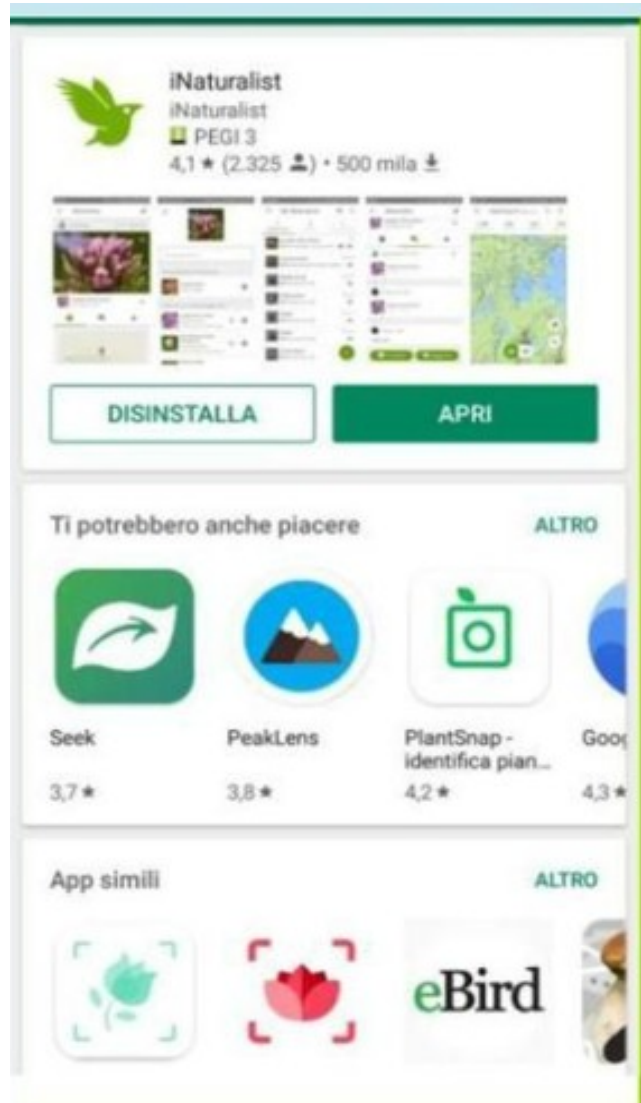 iNaturalist
iNaturalist
PEGI 3
4,1 ★ (2.325 ) • 500 mila
DISINSTALLA
APRI
Ti potrebbero anche piacere
ALTRO
Seek
PeakLens
PlantSnap -
identifica pian...
Goog
3,7 ★
3,8 ★
4,2 ★
4,3 ★
App simili
ALTRO
eBird